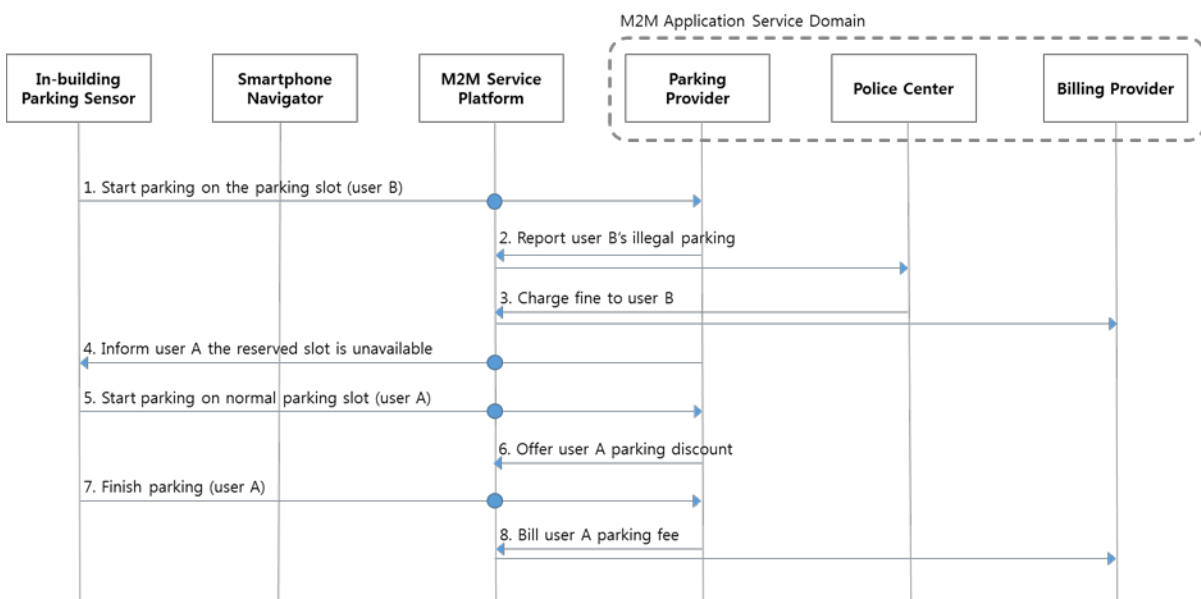 M2M Application Service Domain
In-building
Parking Sensor
Smartphone
Navigator
M2M Service
Platform
Parking
Provider
Police Center
Billing Provider
1. Start parking on the parking slot (user B)
2. Report user B's illegal parking
3. Charge fine to user B
4. Inform user A the reserved slot is unavailable
5. Start parking on normal parking slot (user A)
6. Offer user A parking discount
7. Finish parking (user A)
8. Bill user A parking fee